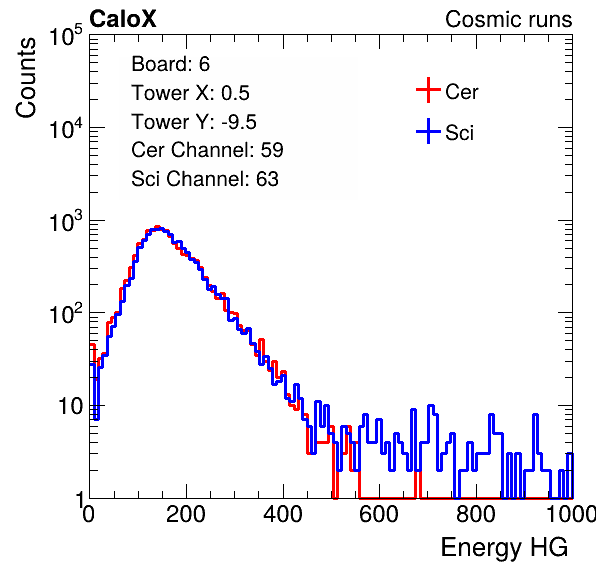 CaloX Cosmic runs
Counts
10^5
10^4
10^3
10^2
10
1
Board: 6
Tower X: 0.5
Tower Y: -9.5
Cer Channel: 59
Sci Channel: 63
Cer
Sci
0 200 400 600 800 1000
Energy HG